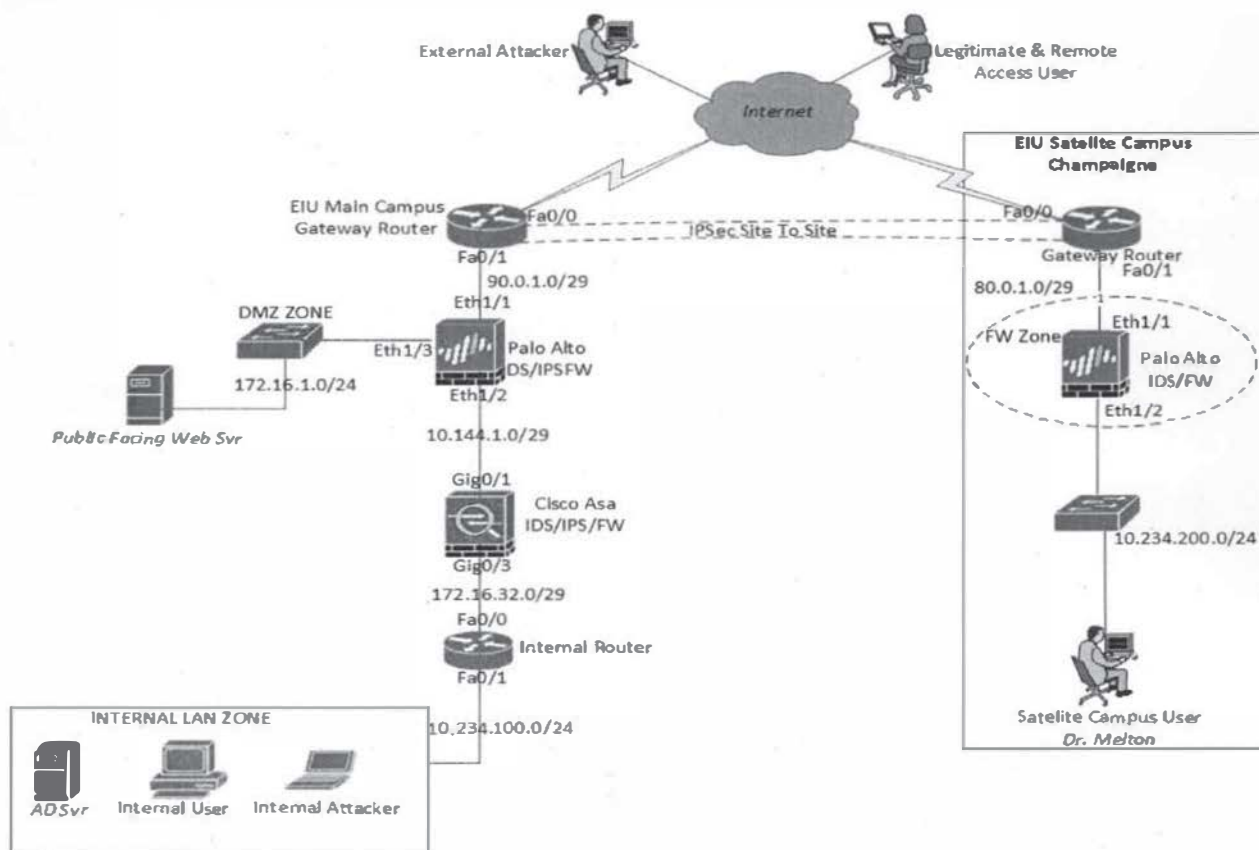 External Attacker
Legitimate & Remote
Access User
Internet
EIU Satelite Campus
Champaigne
EIU Main Campus
Gateway Router
Fa0/0
Fa0/0
IPSec Site To Site
Fa0/1
Gateway Router
Fa0/1
90.0.1.0/29
80.0.1.0/29
Eth1/1
DMZ ZONE
Eth1/3
Palo Alto
IDS/IPSFW
172.16.1.0/24
Eth1/2
Public Facing Web Svr
10.144.1.0/29
FW Zone
Eth1/1
Palo Alto
IDS/FW
Eth1/2
Gig0/1
Cisco Asa
IDS/IPS/FW
Gig0/3
172.16.32.0/29
10.234.200.0/24
Fa0/0
Internal Router
Fa0/1
INTERNAL LAN ZONE
10.234.100.0/24
Satelite Campus User
Dr. Melton
ADSvr
Internal User
Internal Attacker